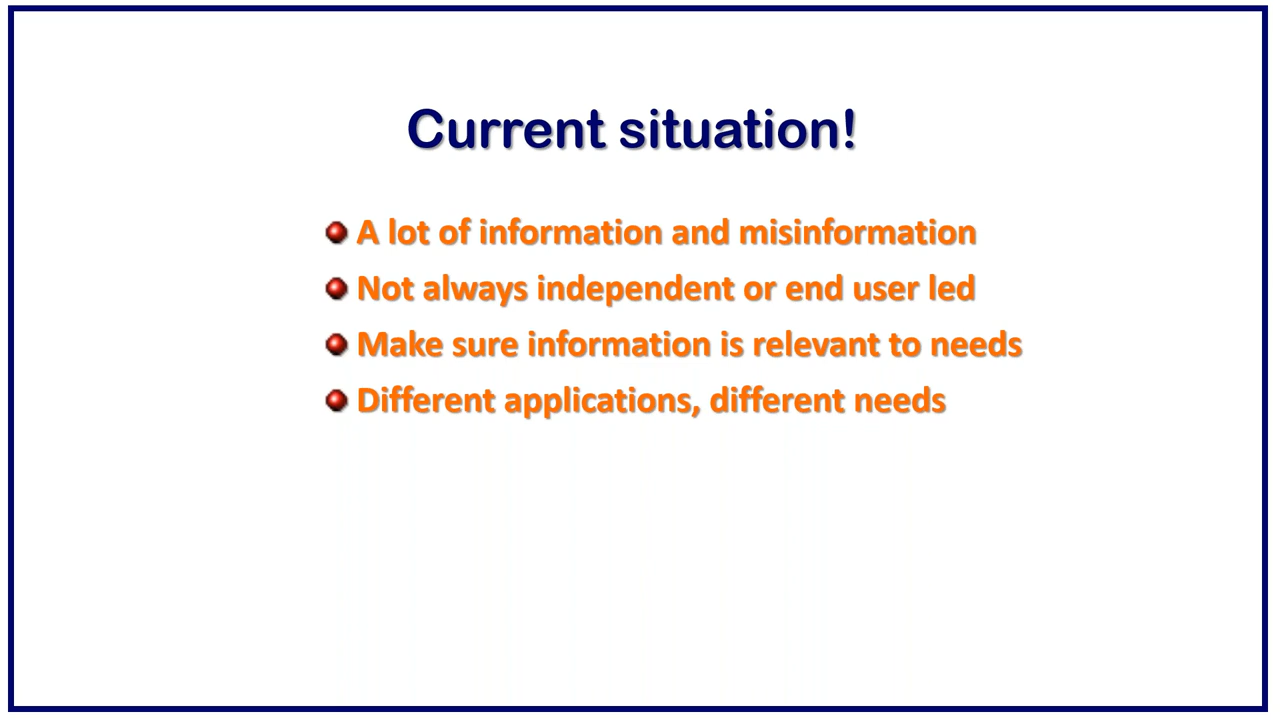 Current situation!
A lot of information and misinformation
Not always independent or end user led
Make sure information is relevant to needs
Different applications, different needs